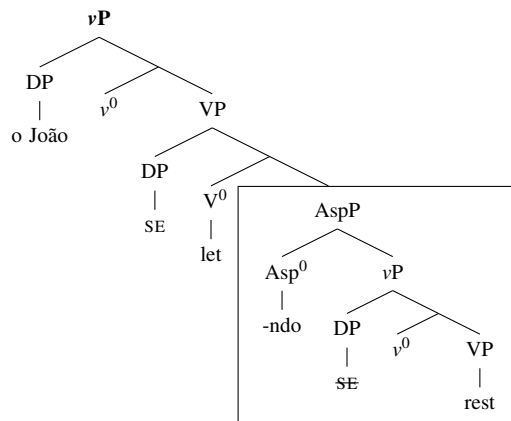 vP
DP
v⁰
VP
o João
DP
V⁰
SE
let
AspP
Asp⁰
vP
-ndo
DP
v⁰
VP
SE
rest